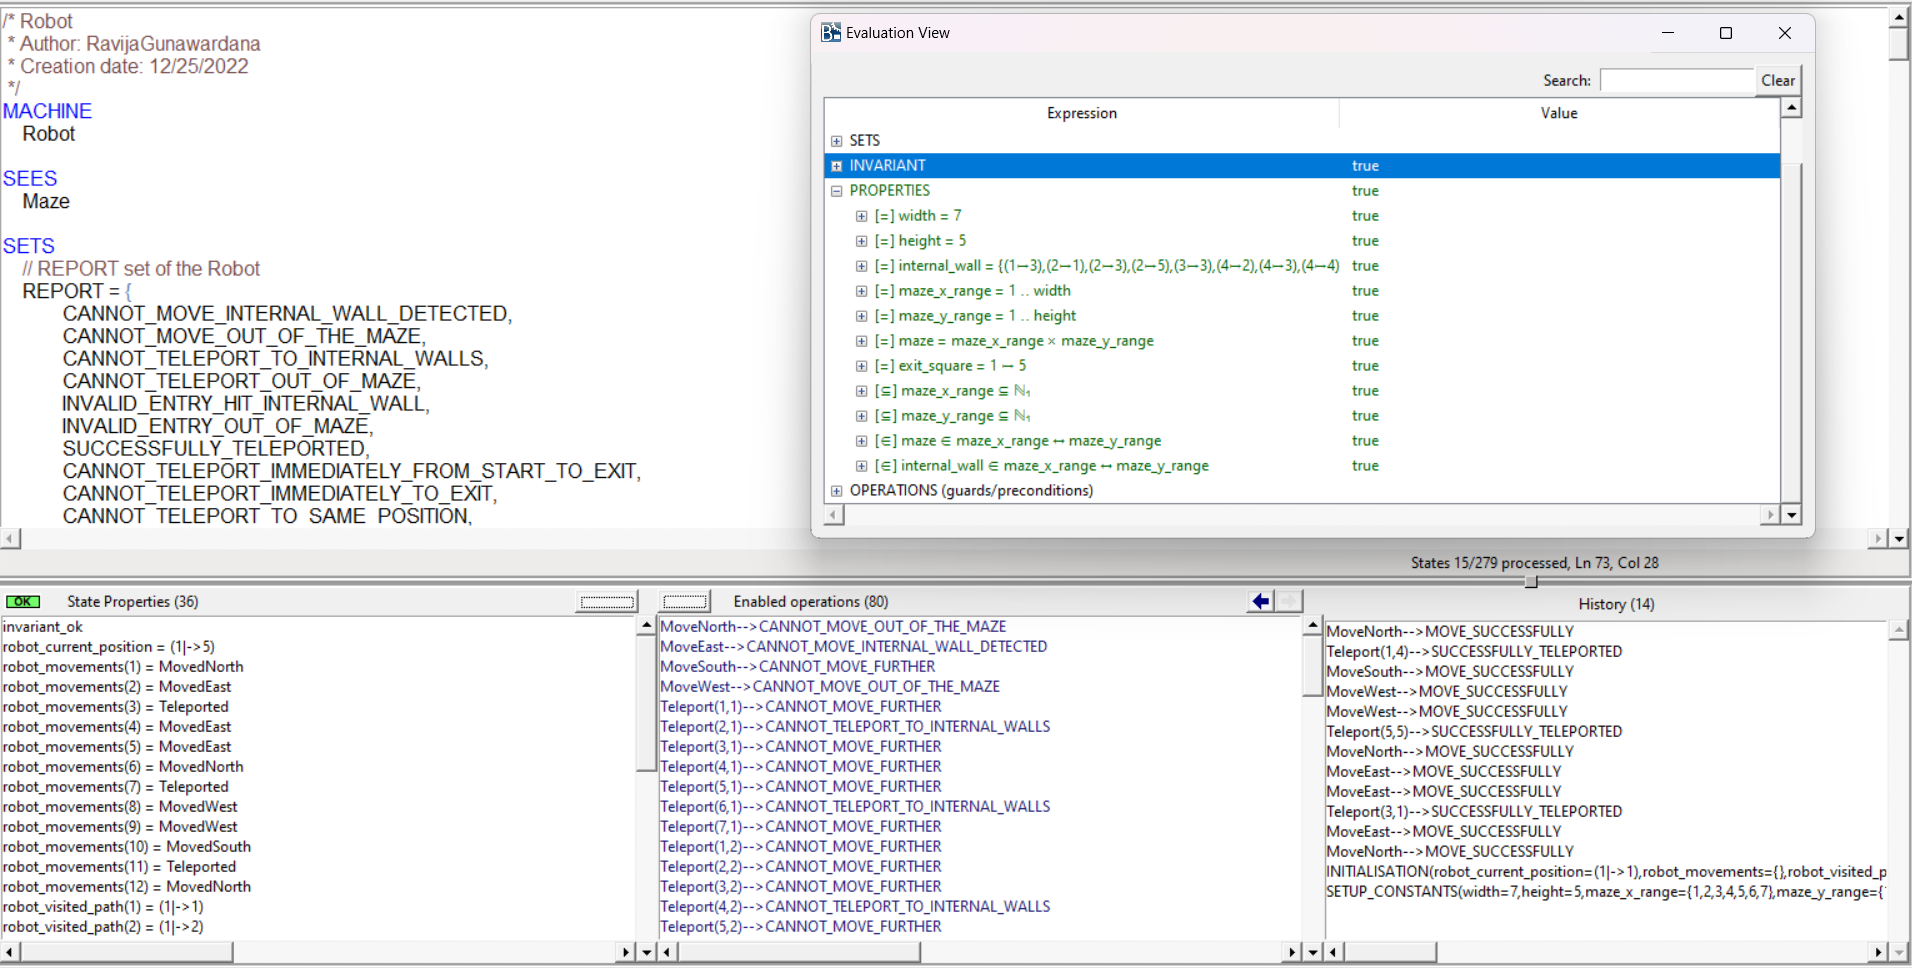 /* Robot
* Author: RavijaGunawardana
* Creation date: 12/25/2022
*/
MACHINE
Robot
SEES
Maze
SETS
// REPORT set of the Robot
REPORT = {
CANNOT_MOVE_INTERNAL_WALL_DETECTED,
CANNOT_MOVE_OUT_OF_THE_MAZE,
CANNOT_TELEPORT_TO_INTERNAL_WALLS,
CANNOT_TELEPORT_OUT_OF_MAZE,
INVALID_ENTRY_HIT_INTERNAL_WALL,
INVALID_ENTRY_OUT_OF_MAZE,
SUCCESSFULLY_TELEPORTED,
CANNOT_TELEPORT_IMMEDIATELY_FROM_START_TO_EXIT,
CANNOT_TELEPORT_IMMEDIATELY_TO_EXIT,
CANNOT_TELEPORT_TO_SAME_POSITION,
Evaluation View
Search: Clear
Expression Value
SETS
INVARIANT true
PROPERTIES true
[=] width = 7 true
[=] height = 5 true
[=] internal_wall = {(1↦3),(2↦1),(2↦3),(2↦5),(3↦3),(4↦2),(4↦3),(4↦4) true
[=] maze_x_range = 1 .. width true
[=] maze_y_range = 1 .. height true
[=] maze = maze_x_range × maze_y_range true
[=] exit_square = 1 ↦ 5 true
[⊆] maze_x_range ⊆ ℕ₁ true
[⊆] maze_y_range ⊆ ℕ₁ true
[∈] maze ∈ maze_x_range ↔ maze_y_range true
[∈] internal_wall ∈ maze_x_range ↔ maze_y_range true
OPERATIONS (guards/preconditions)
States 15/279 processed, Ln 73, Col 28
OK State Properties (36)
invariant_ok
robot_current_position = (1|->5)
robot_movements(1) = MovedNorth
robot_movements(2) = MovedEast
robot_movements(3) = Teleported
robot_movements(4) = MovedEast
robot_movements(5) = MovedEast
robot_movements(6) = MovedNorth
robot_movements(7) = Teleported
robot_movements(8) = MovedWest
robot_movements(9) = MovedWest
robot_movements(10) = MovedSouth
robot_movements(11) = Teleported
robot_movements(12) = MovedNorth
robot_visited_path(1) = (1|->1)
robot_visited_path(2) = (1|->2)
Enabled operations (80)
MoveNorth-->CANNOT_MOVE_OUT_OF_THE_MAZE
MoveEast-->CANNOT_MOVE_INTERNAL_WALL_DETECTED
MoveSouth-->CANNOT_MOVE_FURTHER
MoveWest-->CANNOT_MOVE_OUT_OF_THE_MAZE
Teleport(1,1)-->CANNOT_MOVE_FURTHER
Teleport(2,1)-->CANNOT_TELEPORT_TO_INTERNAL_WALLS
Teleport(3,1)-->CANNOT_MOVE_FURTHER
Teleport(4,1)-->CANNOT_MOVE_FURTHER
Teleport(5,1)-->CANNOT_MOVE_FURTHER
Teleport(6,1)-->CANNOT_TELEPORT_TO_INTERNAL_WALLS
Teleport(7,1)-->CANNOT_MOVE_FURTHER
Teleport(1,2)-->CANNOT_MOVE_FURTHER
Teleport(2,2)-->CANNOT_MOVE_FURTHER
Teleport(3,2)-->CANNOT_MOVE_FURTHER
Teleport(4,2)-->CANNOT_TELEPORT_TO_INTERNAL_WALLS
Teleport(5,2)-->CANNOT_MOVE_FURTHER
History (14)
MoveNorth-->MOVE_SUCCESSFULLY
Teleport(1,4)-->SUCCESSFULLY_TELEPORTED
MoveSouth-->MOVE_SUCCESSFULLY
MoveWest-->MOVE_SUCCESSFULLY
MoveWest-->MOVE_SUCCESSFULLY
Teleport(5,5)-->SUCCESSFULLY_TELEPORTED
MoveNorth-->MOVE_SUCCESSFULLY
MoveEast-->MOVE_SUCCESSFULLY
MoveEast-->MOVE_SUCCESSFULLY
Teleport(3,1)-->SUCCESSFULLY_TELEPORTED
MoveEast-->MOVE_SUCCESSFULLY
MoveNorth-->MOVE_SUCCESSFULLY
INITIALISATION(robot_current_position=(1|->1),robot_movements={},robot_visited_p
SETUP_CONSTANTS(width=7,height=5,maze_x_range={1,2,3,4,5,6,7},maze_y_range={